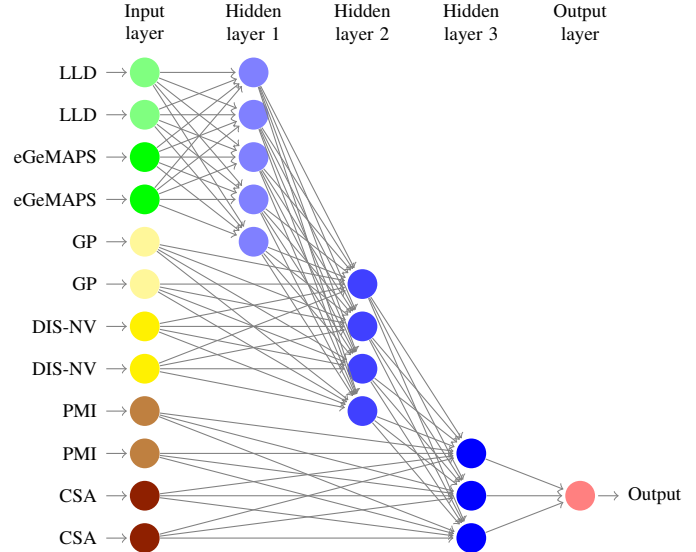 Input layer
Hidden layer 1
Hidden layer 2
Hidden layer 3
Output layer
LLD
LLD
eGeMAPS
eGeMAPS
GP
GP
DIS-NV
DIS-NV
PMI
PMI
CSA
Output
CSA